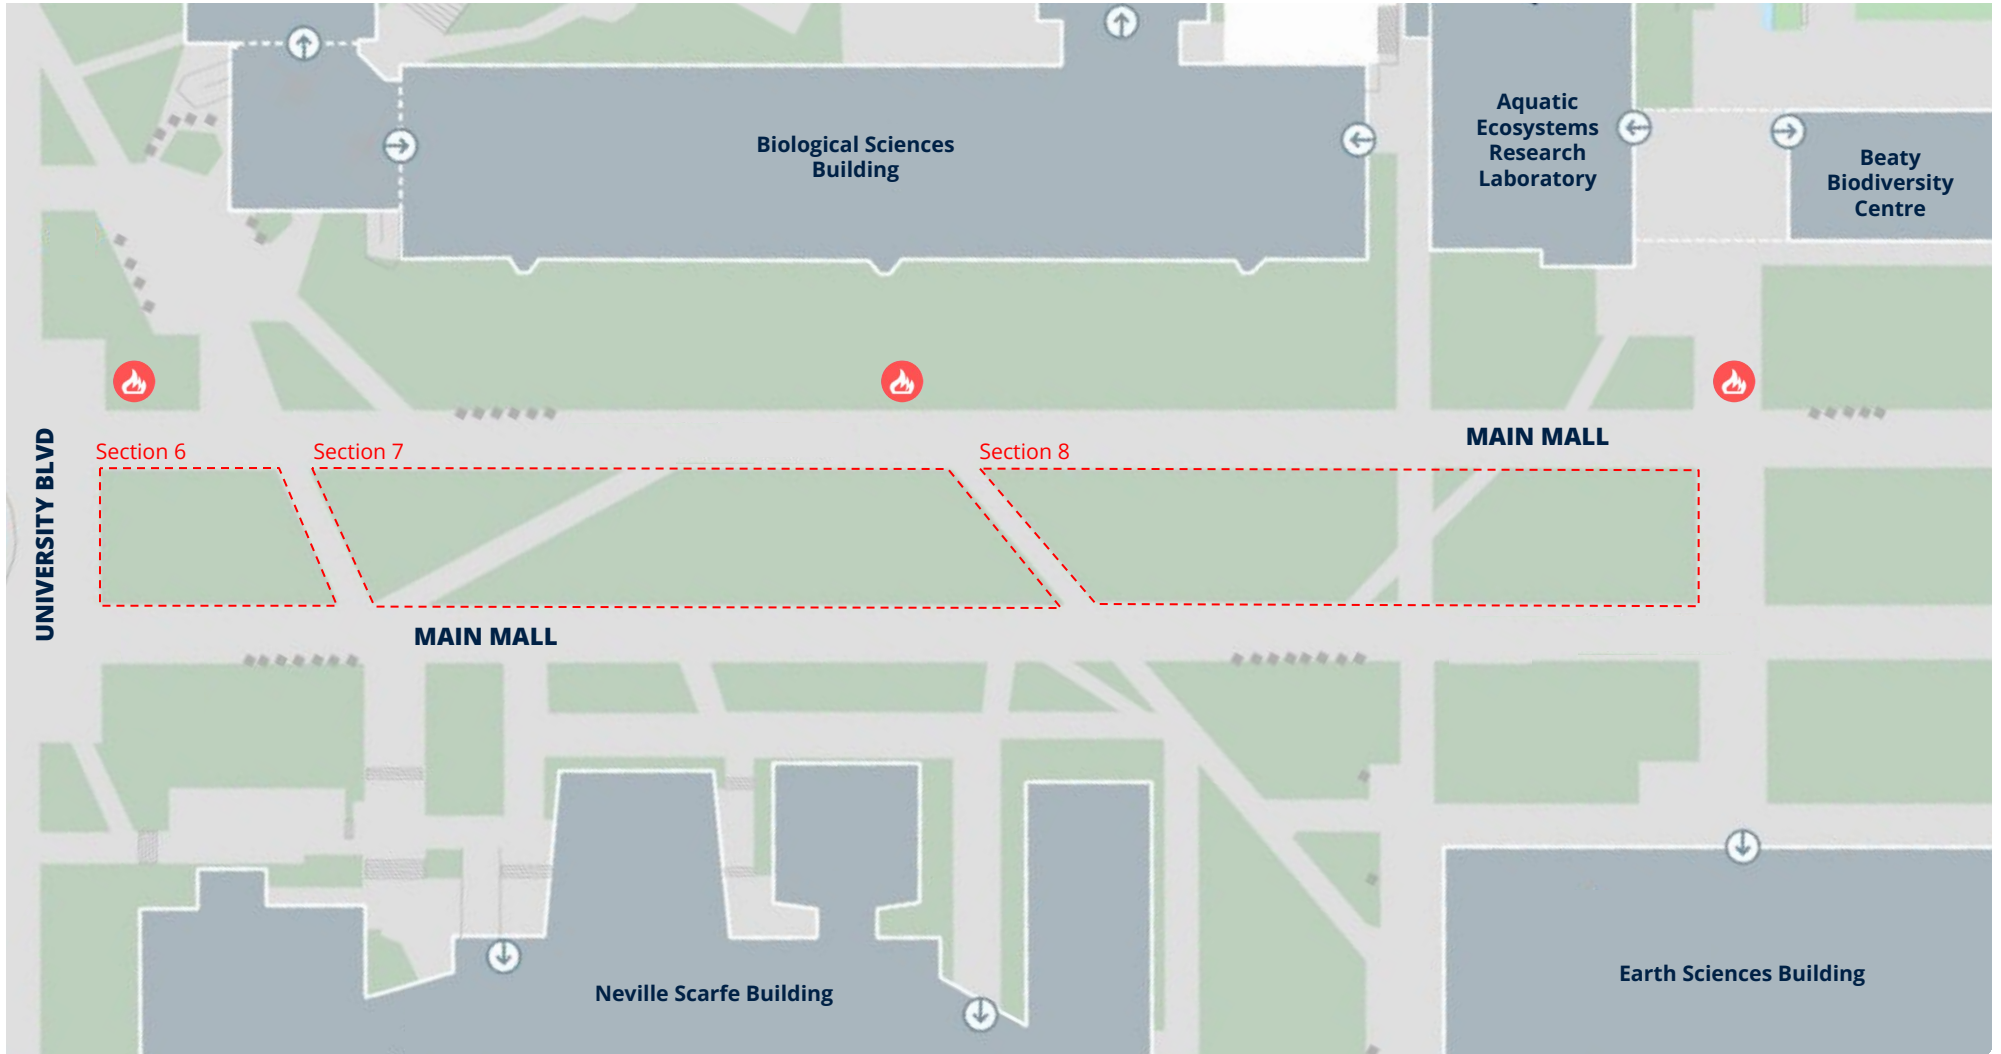 Biological Sciences
Building
Aquatic
Ecosystems
Research
Laboratory
Beaty
Biodiversity
Centre
UNIVERSITY BLVD
Section 6
Section 7
Section 8
MAIN MALL
MAIN MALL
Neville Scarfe Building
Earth Sciences Building